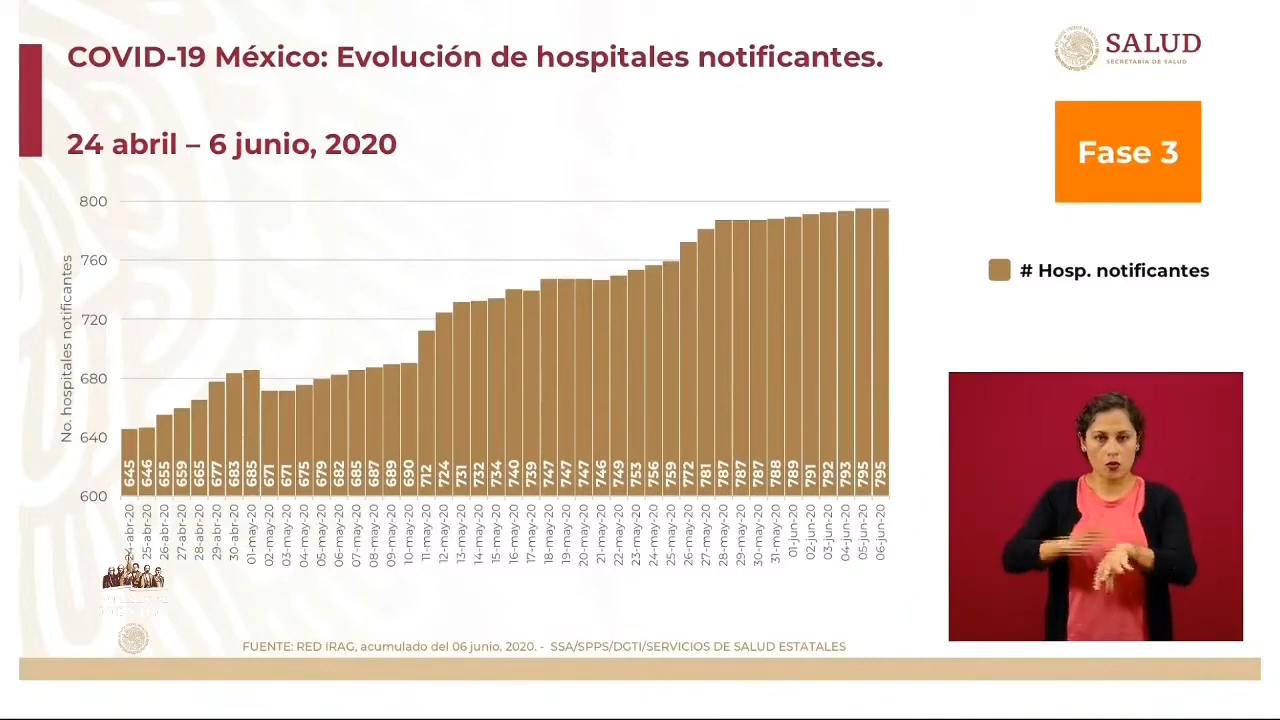 COVID-19 México: Evolución de hospitales notificantes.
24 abril – 6 junio, 2020
SALUD
SECRETARÍA DE SALUD
Fase 3
# Hosp. notificantes
No. hospitales notificantes
800
760
720
680
640
600
645 646 655 659 665 677 683 685 671 671 675 679 682 685 687 689 690 712 724 731 732 734 740 739 747 747 747 746 749 753 756 759 772 781 787 787 787 788 789 791 792 793 795 795
24-abr-20 25-abr-20 26-abr-20 27-abr-20 28-abr-20 29-abr-20 30-abr-20 01-may-20 02-may-20 03-may-20 04-may-20 05-may-20 06-may-20 07-may-20 08-may-20 09-may-20 10-may-20 11-may-20 12-may-20 13-may-20 14-may-20 15-may-20 16-may-20 17-may-20 18-may-20 19-may-20 20-may-20 21-may-20 22-may-20 23-may-20 24-may-20 25-may-20 26-may-20 27-may-20 28-may-20 29-may-20 30-may-20 31-may-20 01-jun-20 02-jun-20 03-jun-20 04-jun-20 05-jun-20 06-jun-20
FUENTE: RED IRAG, acumulado del 06 junio, 2020. - SSA/SPPS/DGTI/SERVICIOS DE SALUD ESTATALES